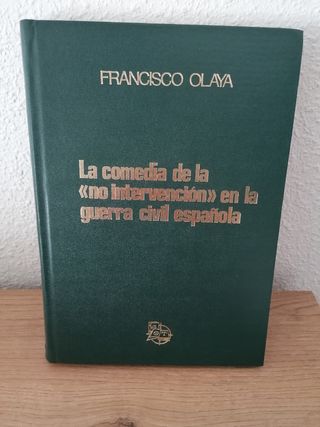 FRANCISCO OLAYA
La comedia de la
«no intervención» en la
guerra civil española